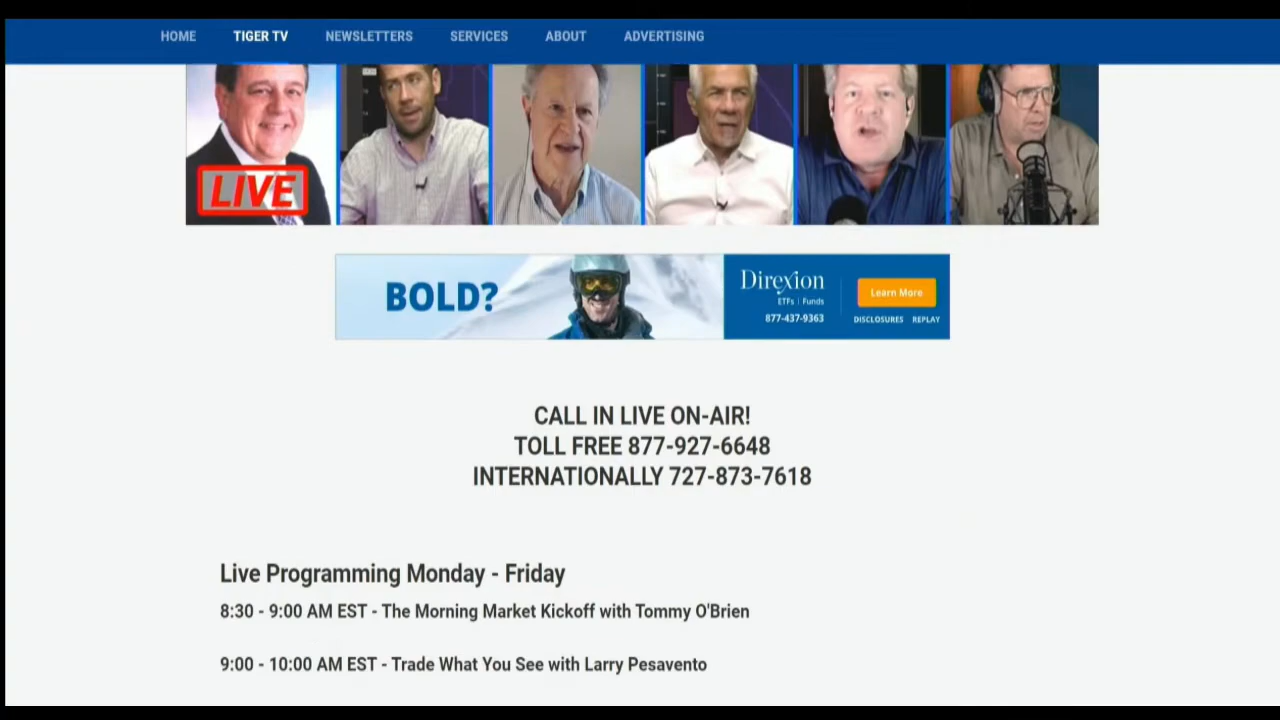 HOME TIGER TV NEWSLETTERS SERVICES ABOUT ADVERTISING
LIVE
BOLD?
Direxion
ETFs | Funds
877-437-9363
Learn More
DISCLOSURES REPLAY
CALL IN LIVE ON-AIR!
TOLL FREE 877-927-6648
INTERNATIONALLY 727-873-7618
Live Programming Monday - Friday
8:30 - 9:00 AM EST - The Morning Market Kickoff with Tommy O'Brien
9:00 - 10:00 AM EST - Trade What You See with Larry Pesavento